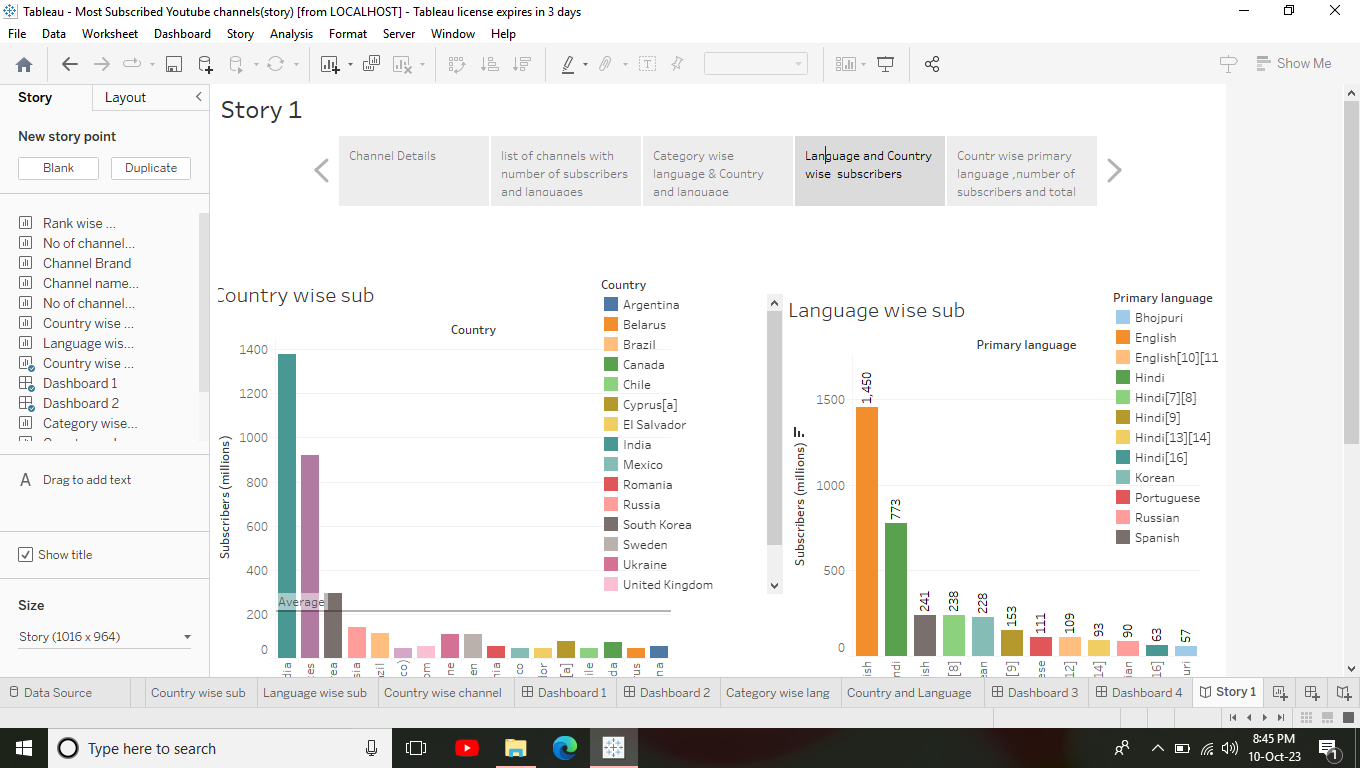 Tableau - Most Subscribed Youtube channels(story) [from LOCALHOST] - Tableau license expires in 3 days
File Data Worksheet Dashboard Story Analysis Format Server Window Help
Show Me
Story Layout
New story point
Blank Duplicate
Rank wise ...
No of channel...
Channel Brand
Channel name...
No of channel...
Country wise ...
Language wis...
Country wise ...
Dashboard 1
Dashboard 2
Category wise...
A Drag to add text
Show title
Size
Story (1016 x 964)
Story 1
Channel Details
list of channels with
number of subscribers
and languages
Category wise
language & Country
and language
Language and Country
wise subscribers
Countr wise primary
language ,number of
subscribers and total
Country wise sub
Country
Subscribers (millions)
1400
1200
1000
800
600
400
200
0
Average
dia
es
rea
sia
zil
co)
om
ne
en
nia
co
lor
[a]
ile
da
rus
na
Country
Argentina
Belarus
Brazil
Canada
Chile
Cyprus[a]
El Salvador
India
Mexico
Romania
Russia
South Korea
Sweden
Ukraine
United Kingdom
Language wise sub
Primary language
Subscribers (millions)
1500
1000
500
0
1,450
773
241
238
228
153
111
109
93
90
63
57
ish
ndi
ish
[8]
ean
[9]
ese
12]
14]
ian
16]
uri
Primary language
Bhojpuri
English
English[10][11
Hindi
Hindi[7][8]
Hindi[9]
Hindi[13][14]
Hindi[16]
Korean
Portuguese
Russian
Spanish
Data Source
Country wise sub
Language wise sub
Country wise channel
Dashboard 1
Dashboard 2
Category wise lang
Country and Language
Dashboard 3
Dashboard 4
Story 1
Type here to search
8:45 PM
10-Oct-23
1